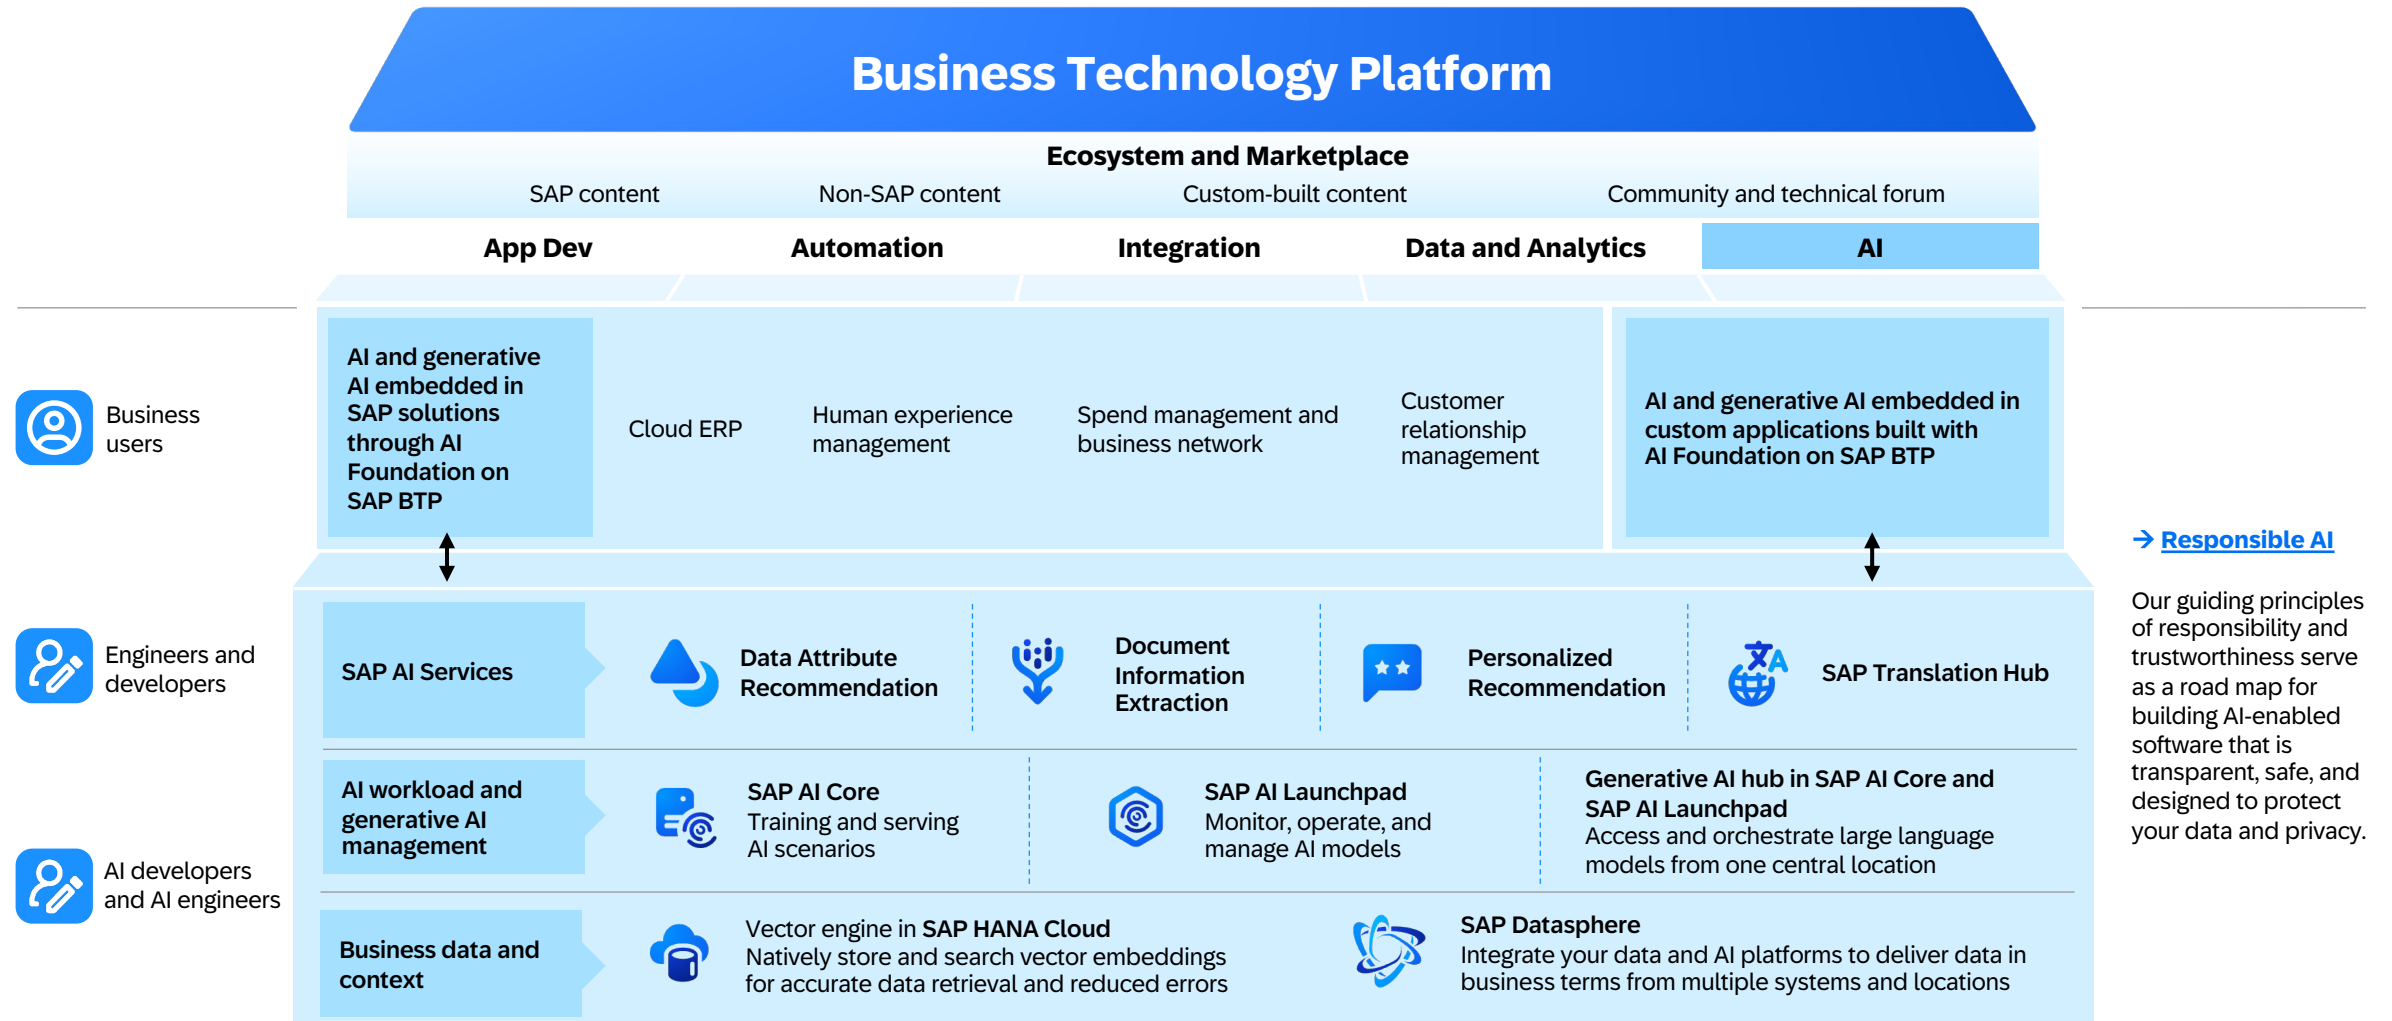 Business Technology Platform
Ecosystem and Marketplace
SAP content
Non-SAP content
Custom-built content
Community and technical forum
App Dev
Automation
Integration
Data and Analytics
AI
Business
users
AI and generative
AI embedded in
SAP solutions
through AI
Foundation on
SAP BTP
Cloud ERP
Human experience
management
Spend management and
business network
Customer
relationship
management
AI and generative AI embedded in
custom applications built with
AI Foundation on SAP BTP
Engineers and
developers
SAP AI Services
Data Attribute
Recommendation
Document
Information
Extraction
Personalized
Recommendation
文A
SAP Translation Hub
AI developers
and AI engineers
AI workload and
generative AI
management
SAP AI Core
Training and serving
AI scenarios
SAP AI Launchpad
Monitor, operate, and
manage AI models
Generative AI hub in SAP AI Core and
SAP AI Launchpad
Access and orchestrate large language
models from one central location
Business data and
context
Vector engine in SAP HANA Cloud
Natively store and search vector embeddings
for accurate data retrieval and reduced errors
SAP Datasphere
Integrate your data and AI platforms to deliver data in
business terms from multiple systems and locations
→ Responsible AI
Our guiding principles
of responsibility and
trustworthiness serve
as a road map for
building AI-enabled
software that is
transparent, safe, and
designed to protect
your data and privacy.